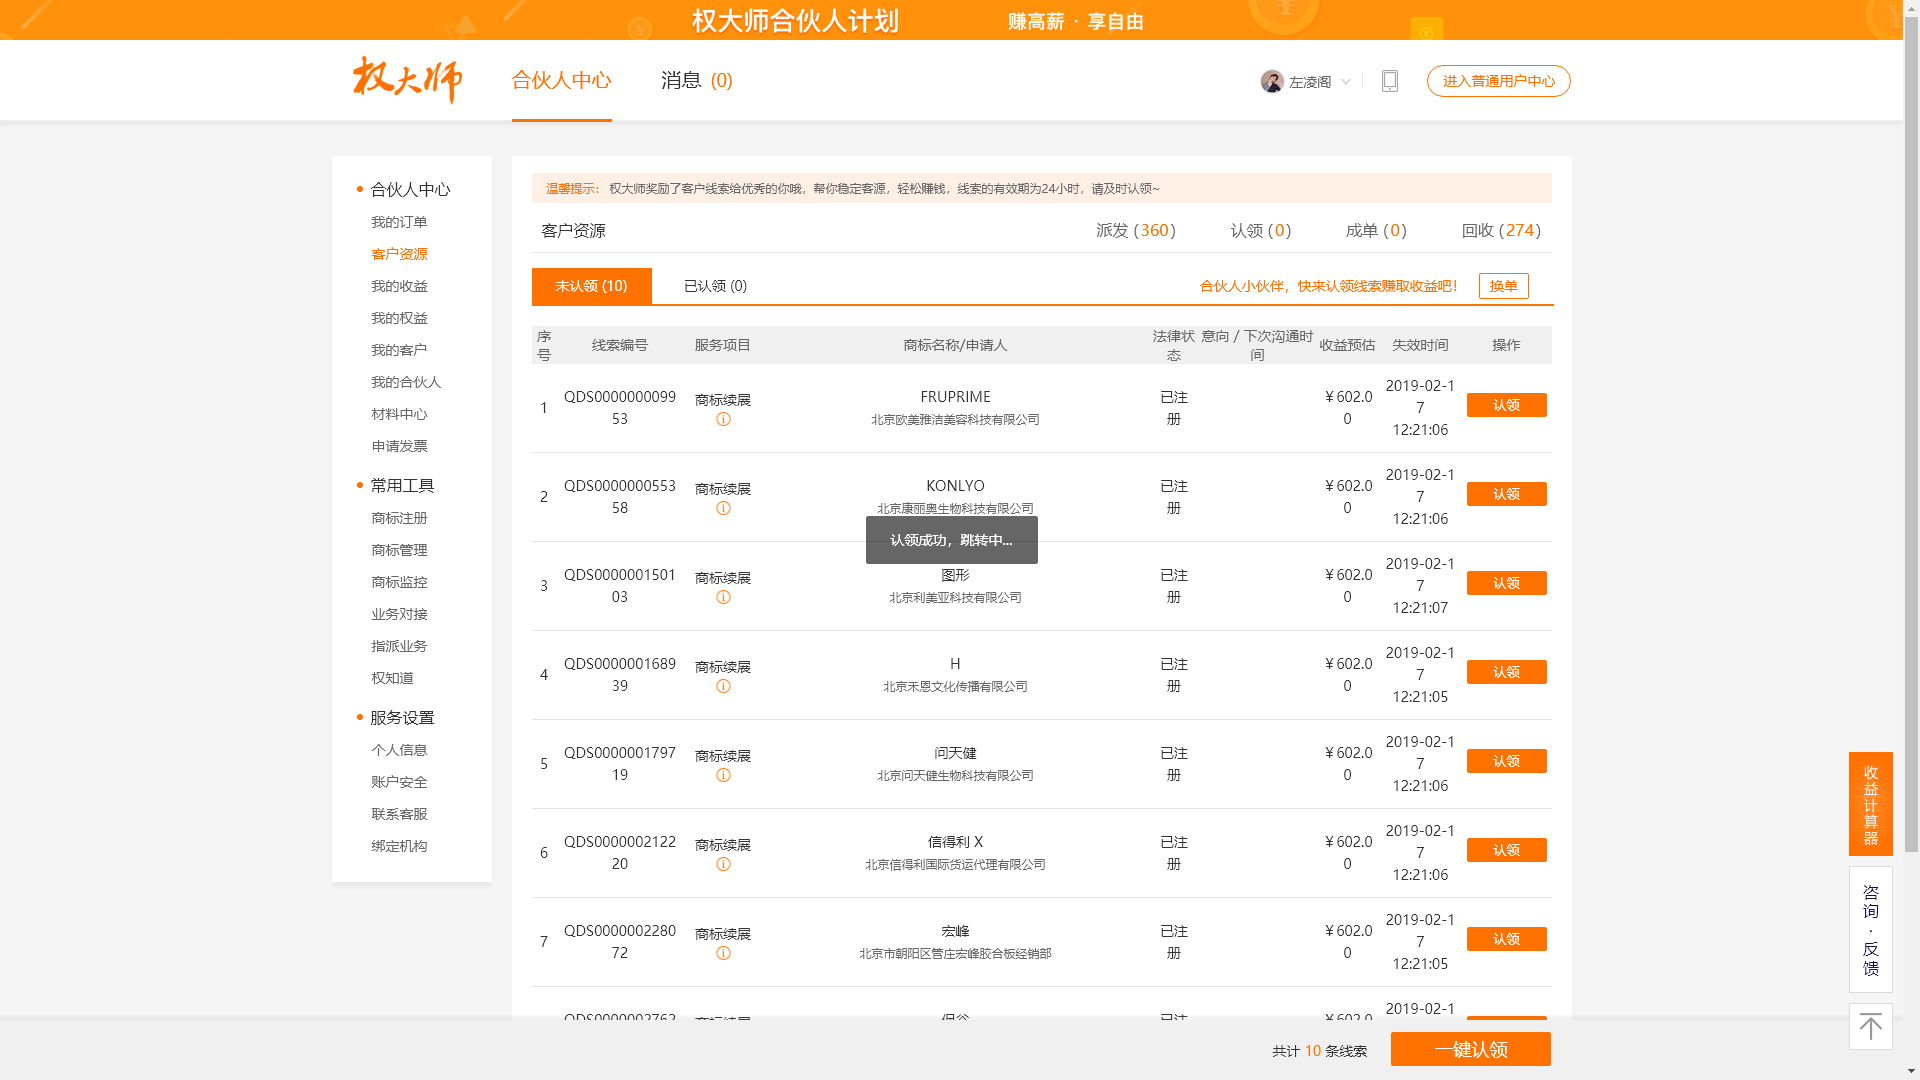 权大师合伙人计划 赚高薪 · 享自由
权大师 合伙人中心 消息 (0) 左凌阁 进入普通用户中心
合伙人中心
我的订单
客户资源
我的收益
我的权益
我的客户
我的合伙人
材料中心
申请发票
常用工具
商标注册
商标管理
商标监控
业务对接
指派业务
权知道
服务设置
个人信息
账户安全
联系客服
绑定机构
温馨提示： 权大师奖励了客户线索给优秀的你哦，帮你稳定客源，轻松赚钱，线索的有效期为24小时，请及时认领~
客户资源 派发 (360) 认领 (0) 成单 (0) 回收 (274)
未认领 (10) 已认领 (0) 合伙人小伙伴，快来认领线索赚取收益吧！ 换单
序号 线索编号 服务项目 商标名称/申请人 法律状态 意向 / 下次沟通时间 收益预估 失效时间 操作
1 QDS000000009953 商标续展 FRUPRIME 北京欧美雅洁美容科技有限公司 已注册 ￥602.00 2019-02-17 12:21:06 认领
2 QDS000000055358 商标续展 KONLYO 北京康丽奥生物科技有限公司 已注册 ￥602.00 2019-02-17 12:21:06 认领
认领成功，跳转中...
3 QDS000000150103 商标续展 图形 北京利美亚科技有限公司 已注册 ￥602.00 2019-02-17 12:21:07 认领
4 QDS000000168939 商标续展 H 北京禾恩文化传播有限公司 已注册 ￥602.00 2019-02-17 12:21:05 认领
5 QDS000000179719 商标续展 问天健 北京问天健生物科技有限公司 已注册 ￥602.00 2019-02-17 12:21:06 认领
6 QDS000000212220 商标续展 信得利 X 北京信得利国际货运代理有限公司 已注册 ￥602.00 2019-02-17 12:21:06 认领
7 QDS000000228072 商标续展 宏峰 北京市朝阳区管庄宏峰胶合板经销部 已注册 ￥602.00 2019-02-17 12:21:05 认领
QDS0000002762 商标续展 已注 ￥602.0 2019-02-1
共计 10 条线索 一键认领
收益计算器
咨询·反馈